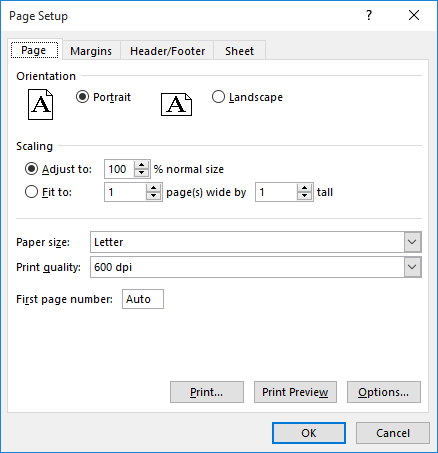 Page Setup ?
Page Margins Header/Footer Sheet
Orientation
A Portrait A Landscape
Scaling
Adjust to: 100 % normal size
Fit to: 1 page(s) wide by 1 tall
Paper size: Letter
Print quality: 600 dpi
First page number: Auto
Print... Print Preview Options...
OK Cancel